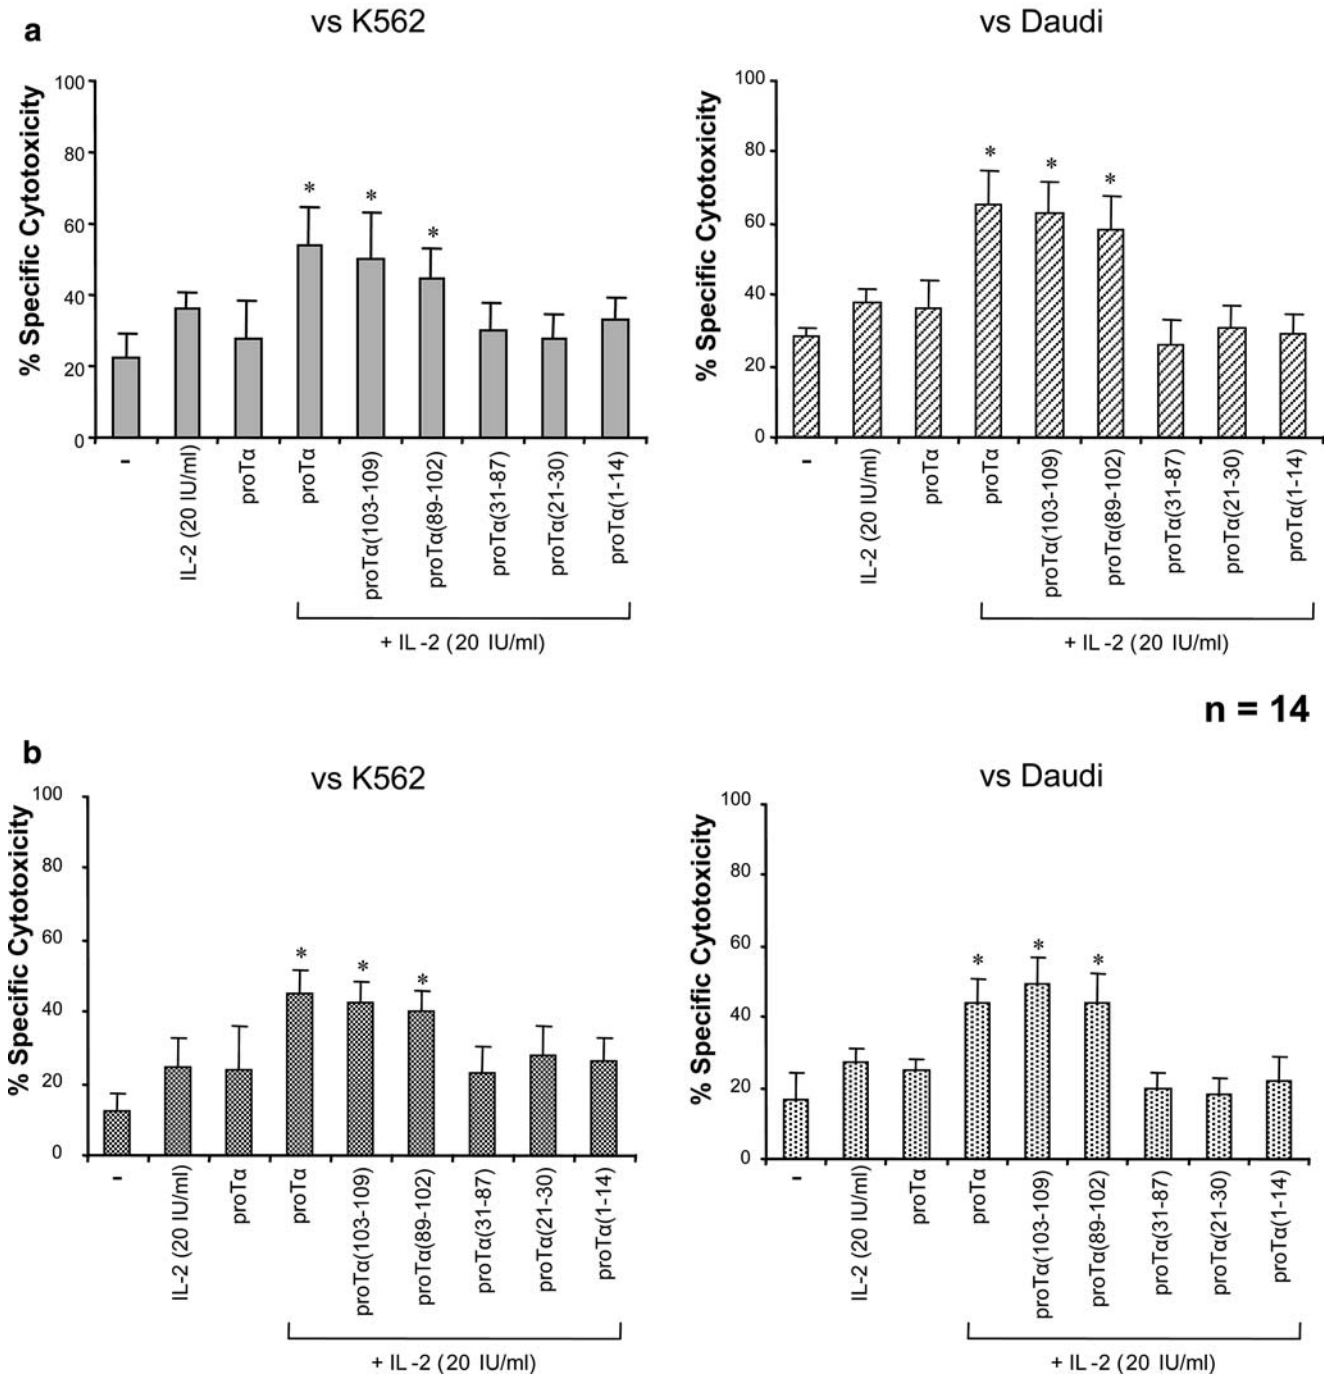 a
vs K562
% Specific Cytotoxicity
100
80
60
40
20
0
* * *
-
IL-2 (20 IU/ml)
proTα
proTα
proTα(103-109)
proTα(89-102)
proTα(31-87)
proTα(21-30)
proTα(1-14)
+ IL -2 (20 IU/ml)
vs Daudi
% Specific Cytotoxicity
100
80
60
40
20
0
* * *
-
IL-2 (20 IU/ml)
proTα
proTα
proTα(103-109)
proTα(89-102)
proTα(31-87)
proTα(21-30)
proTα(1-14)
+ IL -2 (20 IU/ml)
n = 14
b
vs K562
% Specific Cytotoxicity
100
80
60
40
20
0
* * *
-
IL-2 (20 IU/ml)
proTα
proTα
proTα(103-109)
proTα(89-102)
proTα(31-87)
proTα(21-30)
proTα(1-14)
+ IL -2 (20 IU/ml)
vs Daudi
% Specific Cytotoxicity
100
80
60
40
20
0
* * *
-
IL-2 (20 IU/ml)
proTα
proTα
proTα(103-109)
proTα(89-102)
proTα(31-87)
proTα(21-30)
proTα(1-14)
+ IL -2 (20 IU/ml)